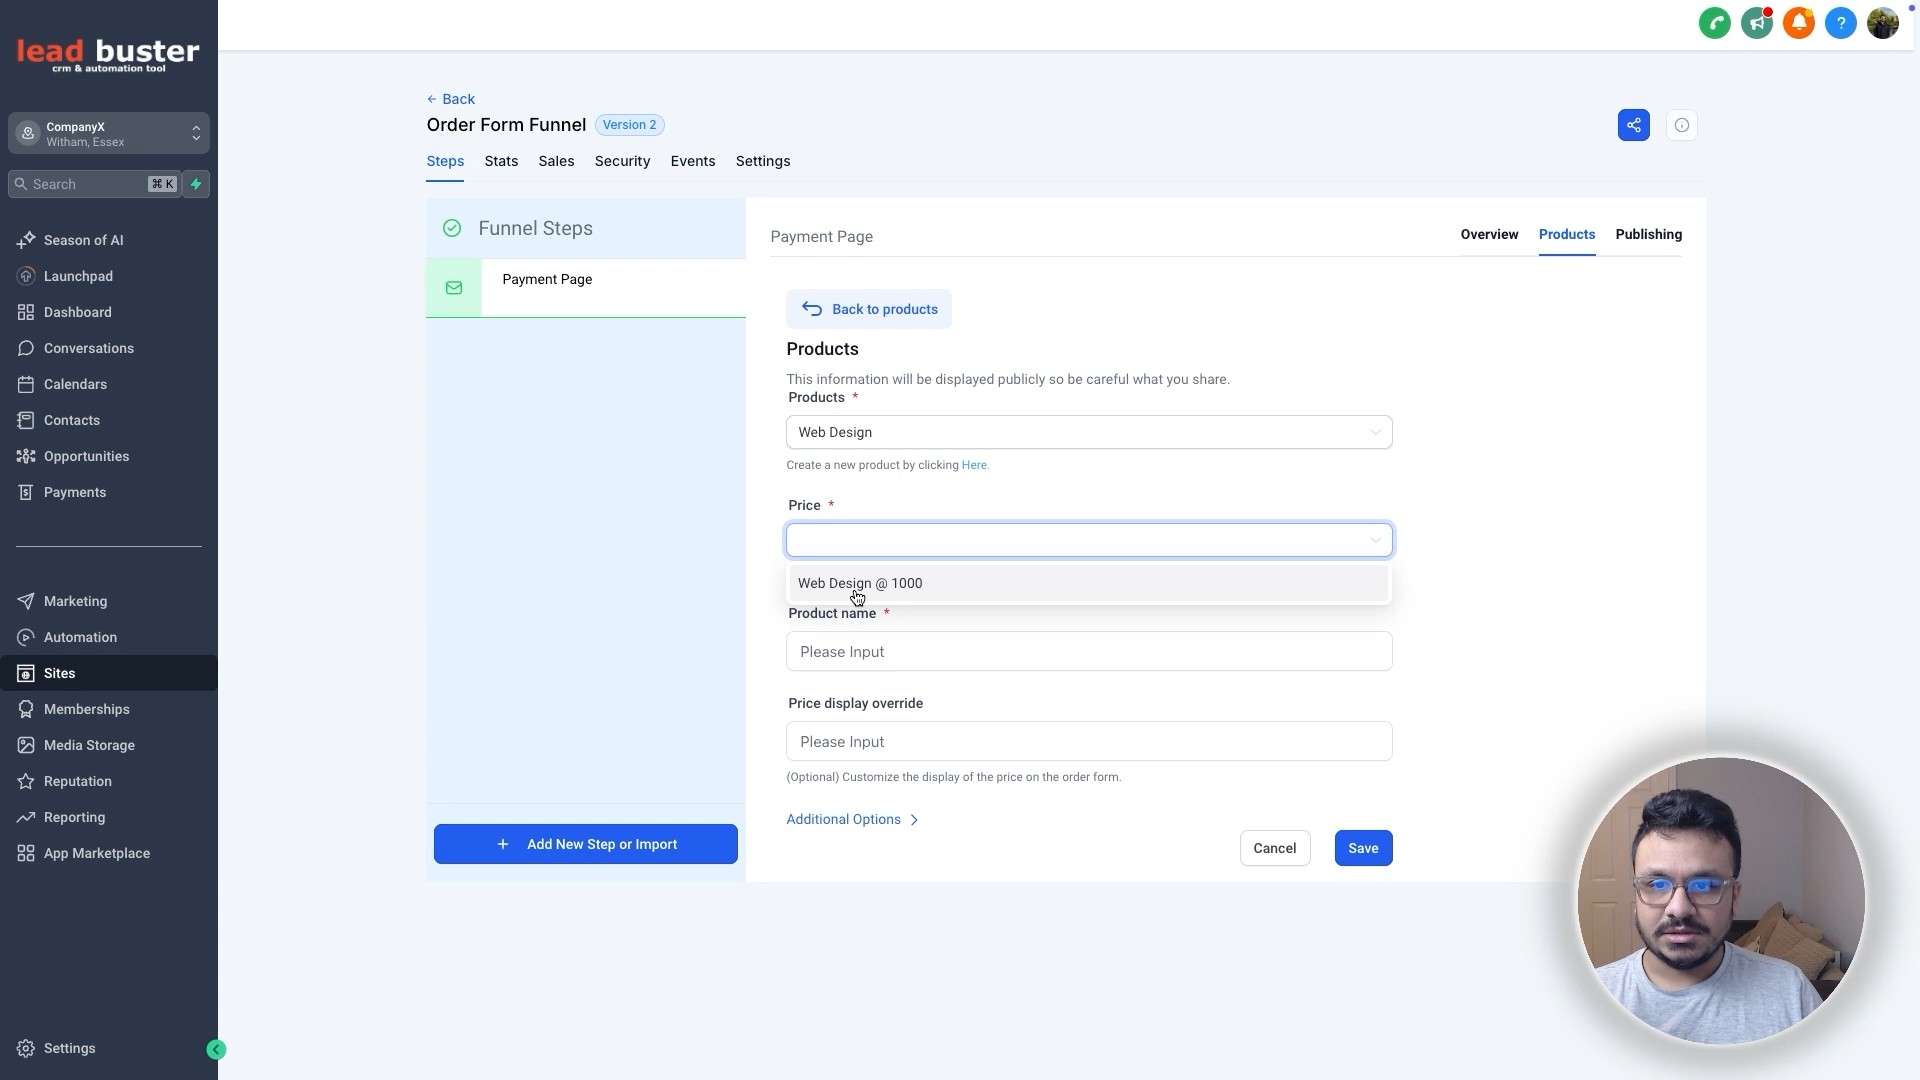 lead buster
crm & automation tool
CompanyX
Witham, Essex
Search
⌘ K
Season of AI
Launchpad
Dashboard
Conversations
Calendars
Contacts
Opportunities
Payments
Marketing
Automation
Sites
Memberships
Media Storage
Reputation
Reporting
App Marketplace
Settings
?
← Back
Order Form Funnel Version 2
Steps Stats Sales Security Events Settings
Funnel Steps
Payment Page
+ Add New Step or Import
Payment Page
Overview Products Publishing
Back to products
Products
This information will be displayed publicly so be careful what you share.
Products *
Web Design
Create a new product by clicking Here.
Price *
Web Design @ 1000
Product name *
Please Input
Price display override
Please Input
(Optional) Customize the display of the price on the order form.
Additional Options >
Cancel Save